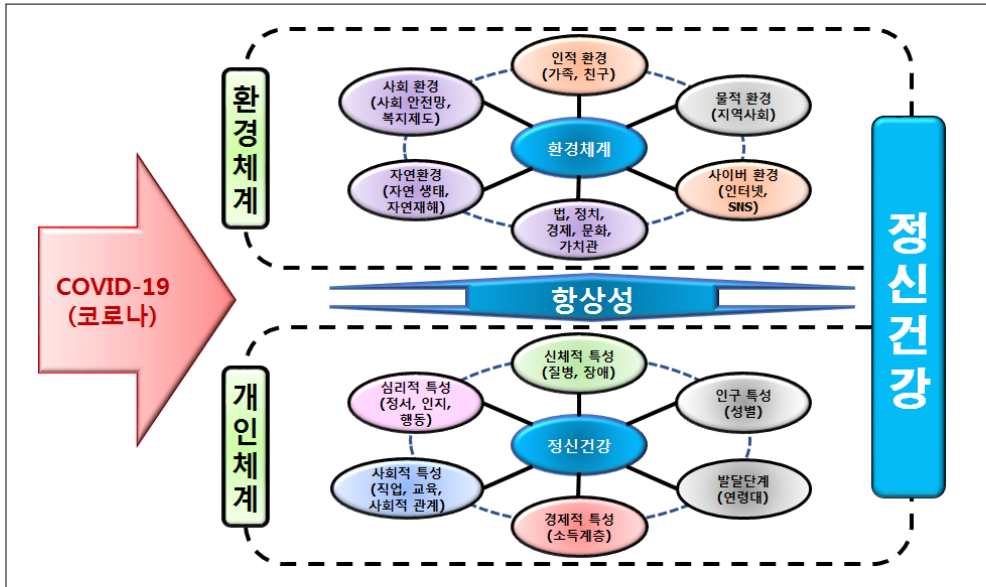 환경체계
인적 환경
(가족, 친구)
사회 환경
(사회 안전망,
복지제도)
물적 환경
(지역사회)
환경체계
자연환경
(자연 생태,
자연재해)
사이버 환경
(인터넷,
SNS)
법, 정치,
경제, 문화,
가치관
COVID-19
(코로나)
항상성
정신건강
개인체계
신체적 특성
(질병, 장애)
심리적 특성
(정서, 인지,
행동)
인구 특성
(성별)
정신건강
사회적 특성
(직업, 교육,
사회적 관계)
발달단계
(연령대)
경제적 특성
(소득계층)